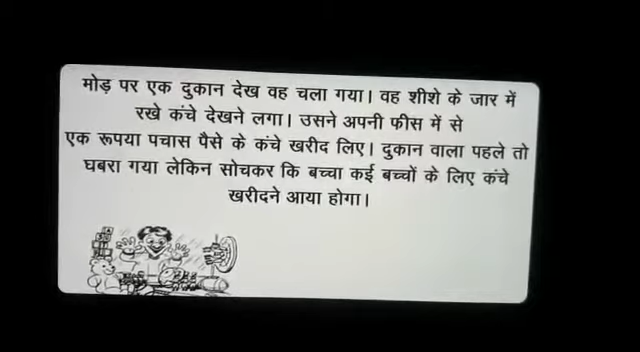 मोड़ पर एक दुकान देख वह चला गया। वह शीशे के जार में
रखे कंचे देखने लगा। उसने अपनी फीस में से
एक रूपया पचास पैसे के कंचे खरीद लिए। दुकान वाला पहले तो
घबरा गया लेकिन सोचकर कि बच्चा कई बच्चों के लिए कंचे
खरीदने आया होगा।